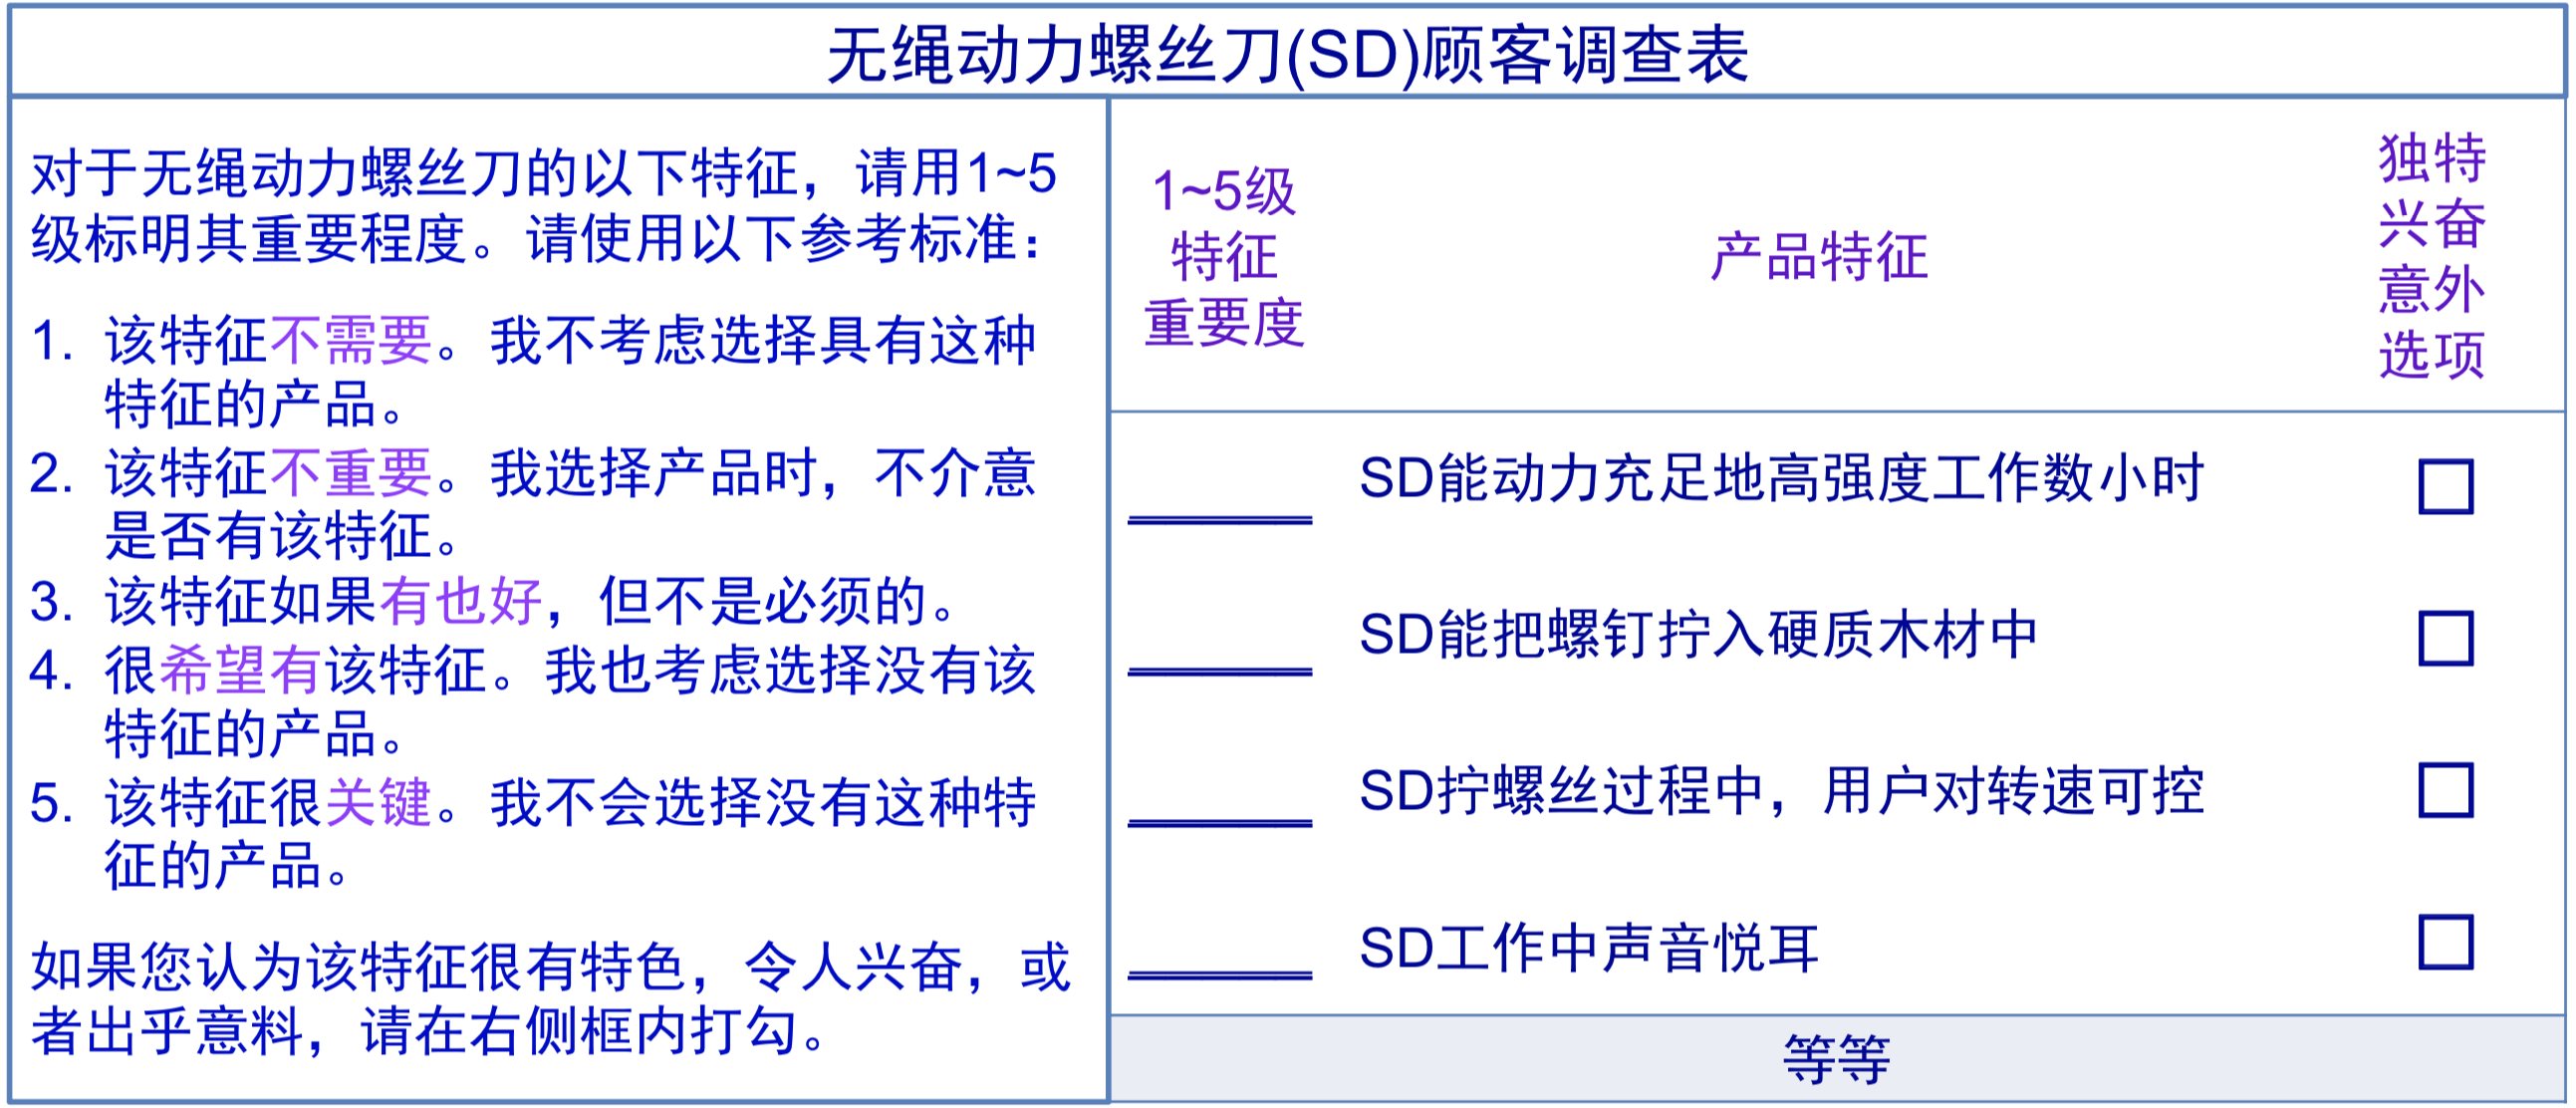 无绳动力螺丝刀(SD)顾客调查表
对于无绳动力螺丝刀的以下特征，请用1~5
级标明其重要程度。请使用以下参考标准：
1. 该特征不需要。我不考虑选择具有这种
特征的产品。
2. 该特征不重要。我选择产品时，不介意
是否有该特征。
3. 该特征如果有也好，但不是必须的。
4. 很希望有该特征。我也考虑选择没有该
特征的产品。
5. 该特征很关键。我不会选择没有这种特
征的产品。
如果您认为该特征很有特色，令人兴奋，或
者出乎意料，请在右侧框内打勾。
1~5级
特征
重要度
产品特征
独特
兴奋
意外
选项
SD能动力充足地高强度工作数小时
SD能把螺钉拧入硬质木材中
SD拧螺丝过程中，用户对转速可控
SD工作中声音悦耳
等等